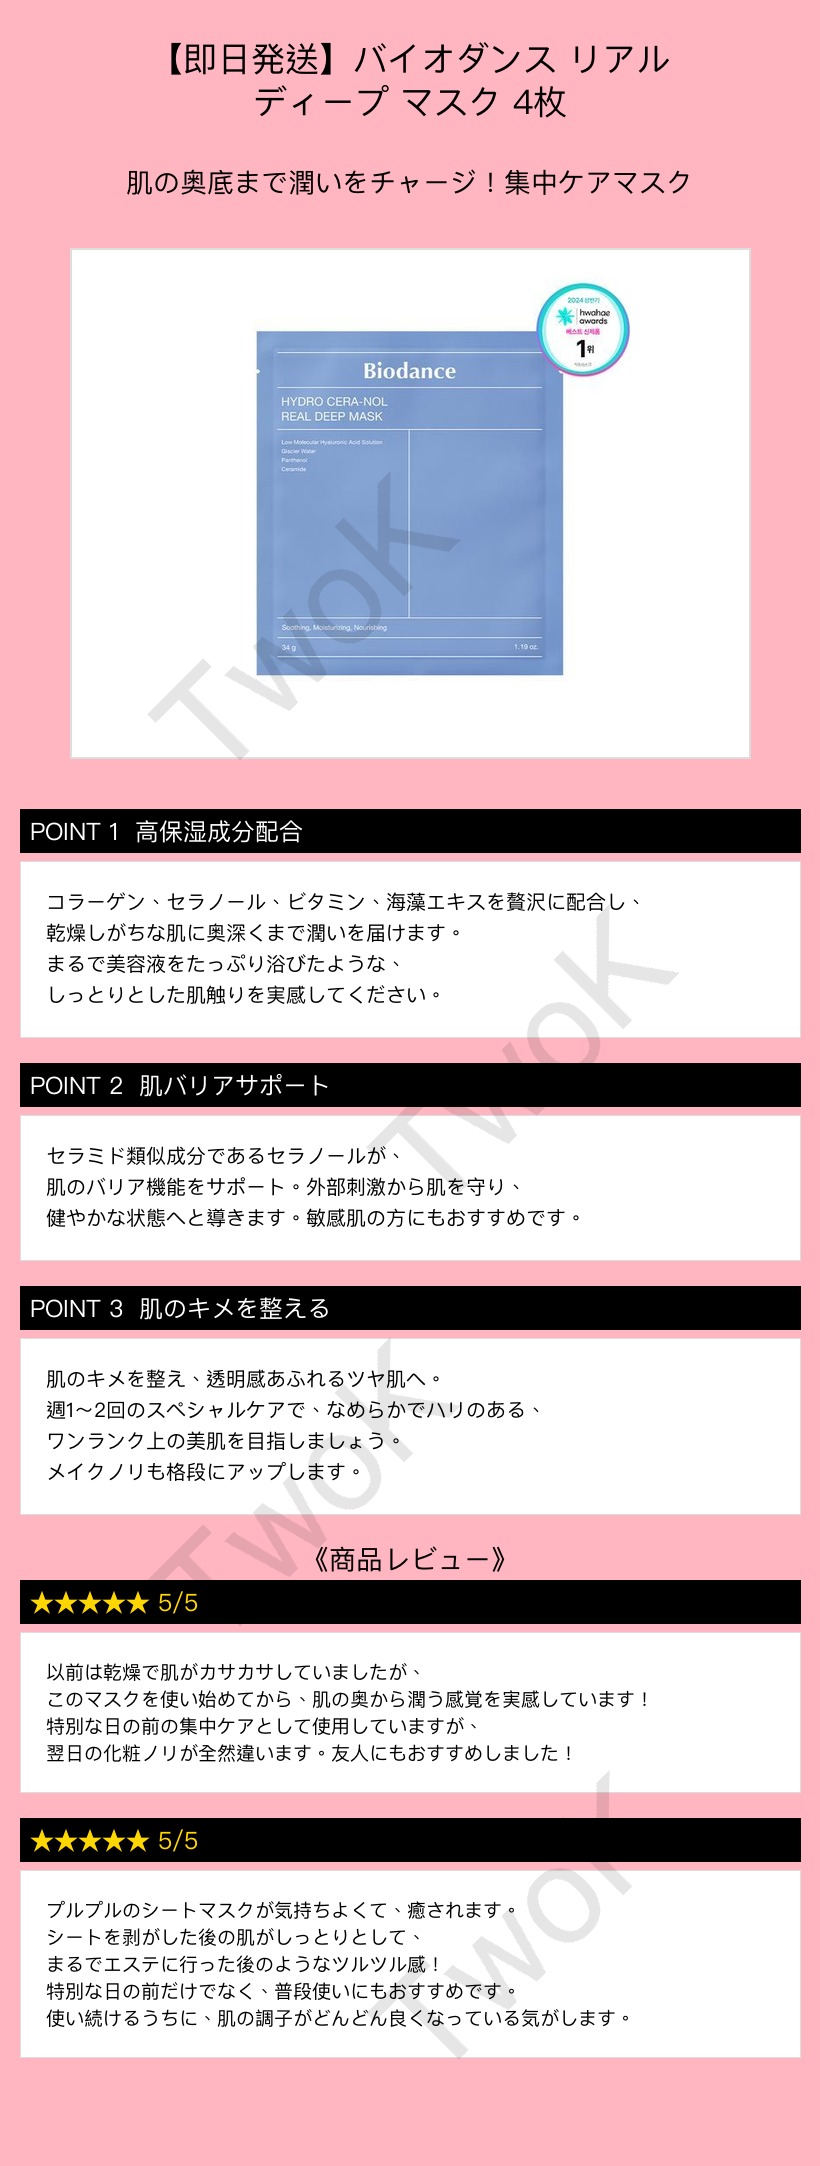 【即日発送】バイオダンス リアル
ディープ マスク 4枚
肌の奥底まで潤いをチャージ！集中ケアマスク
2024 상반기
hwahae
awards
베스트 신제품
1위
Biodance
HYDRO CERA-NOL
REAL DEEP MASK
Low Molecular Hyaluronic Acid Solution
Glacier Water
Panthenol
Ceramide
Soothing, Moisturizing, Nourishing
34 g
1.19 oz.
TwoK
POINT 1 高保湿成分配合
コラーゲン、セラノール、ビタミン、海藻エキスを贅沢に配合し、
乾燥しがちな肌に奥深くまで潤いを届けます。
まるで美容液をたっぷり浴びたような、
しっとりとした肌触りを実感してください。
TwoK
POINT 2 肌バリアサポート
セラミド類似成分であるセラノールが、
肌のバリア機能をサポート。外部刺激から肌を守り、
健やかな状態へと導きます。敏感肌の方にもおすすめです。
POINT 3 肌のキメを整える
肌のキメを整え、透明感あふれるツヤ肌へ。
週1〜2回のスペシャルケアで、なめらかでハリのある、
ワンランク上の美肌を目指しましょう。
メイクノリも格段にアップします。
TwoK
《商品レビュー》
★★★★★ 5/5
以前は乾燥で肌がカサカサしていましたが、
このマスクを使い始めてから、肌の奥から潤う感覚を実感しています！
特別な日の前の集中ケアとして使用していますが、
翌日の化粧ノリが全然違います。友人にもおすすめしました！
★★★★★ 5/5
プルプルのシートマスクが気持ちよくて、癒されます。
シートを剥がした後の肌がしっとりとして、
まるでエステに行った後のようなツルツル感！
特別な日の前だけでなく、普段使いにもおすすめです。
使い続けるうちに、肌の調子がどんどん良くなっている気がします。
TwoK